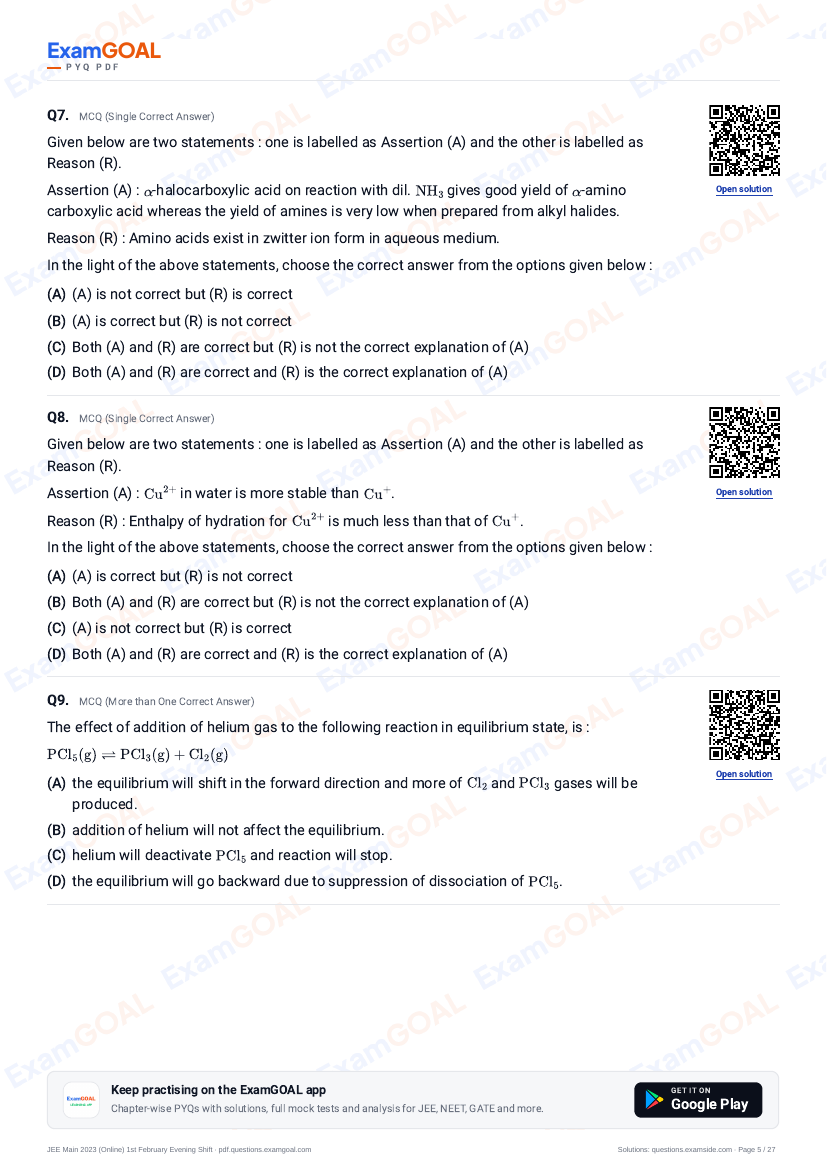 ExamGOAL
PYQ PDF
Q7. MCQ (Single Correct Answer)
Given below are two statements : one is labelled as Assertion (A) and the other is labelled as
Reason (R).
Open solution
Assertion (A) : α-halocarboxylic acid on reaction with dil. NH₃ gives good yield of α-amino
carboxylic acid whereas the yield of amines is very low when prepared from alkyl halides.
Reason (R) : Amino acids exist in zwitter ion form in aqueous medium.
In the light of the above statements, choose the correct answer from the options given below :
(A) (A) is not correct but (R) is correct
(B) (A) is correct but (R) is not correct
(C) Both (A) and (R) are correct but (R) is not the correct explanation of (A)
(D) Both (A) and (R) are correct and (R) is the correct explanation of (A)
Q8. MCQ (Single Correct Answer)
Given below are two statements : one is labelled as Assertion (A) and the other is labelled as
Reason (R).
Open solution
Assertion (A) : Cu²⁺ in water is more stable than Cu⁺.
Reason (R) : Enthalpy of hydration for Cu²⁺ is much less than that of Cu⁺.
In the light of the above statements, choose the correct answer from the options given below :
(A) (A) is correct but (R) is not correct
(B) Both (A) and (R) are correct but (R) is not the correct explanation of (A)
(C) (A) is not correct but (R) is correct
(D) Both (A) and (R) are correct and (R) is the correct explanation of (A)
Q9. MCQ (More than One Correct Answer)
The effect of addition of helium gas to the following reaction in equilibrium state, is :
PCl₅(g) ⇌ PCl₃(g) + Cl₂(g)
Open solution
(A) the equilibrium will shift in the forward direction and more of Cl₂ and PCl₃ gases will be
produced.
(B) addition of helium will not affect the equilibrium.
(C) helium will deactivate PCl₅ and reaction will stop.
(D) the equilibrium will go backward due to suppression of dissociation of PCl₅.
ExamGOAL
Keep practising on the ExamGOAL app
Chapter-wise PYQs with solutions, full mock tests and analysis for JEE, NEET, GATE and more.
GET IT ON
Google Play
JEE Main 2023 (Online) 1st February Evening Shift · pdf.questions.examgoal.com
Solutions: questions.examside.com · Page 5 / 27